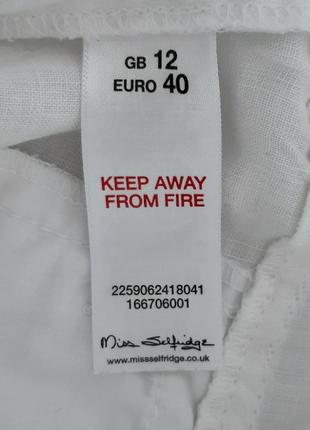 GB 12
EURO 40
KEEP AWAY
FROM FIRE
2259062418041
166706001
Miss Selfridge
www.missselfridge.co.uk